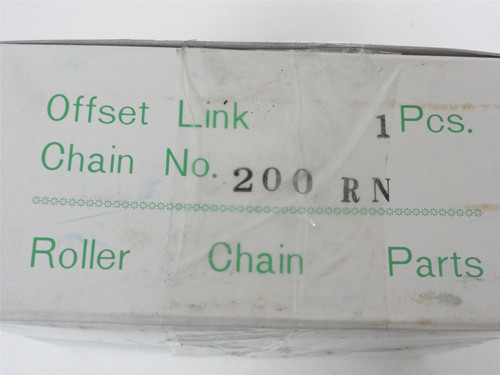 Offset Link 1 Pcs.
Chain No. 200 RN
Roller Chain Parts